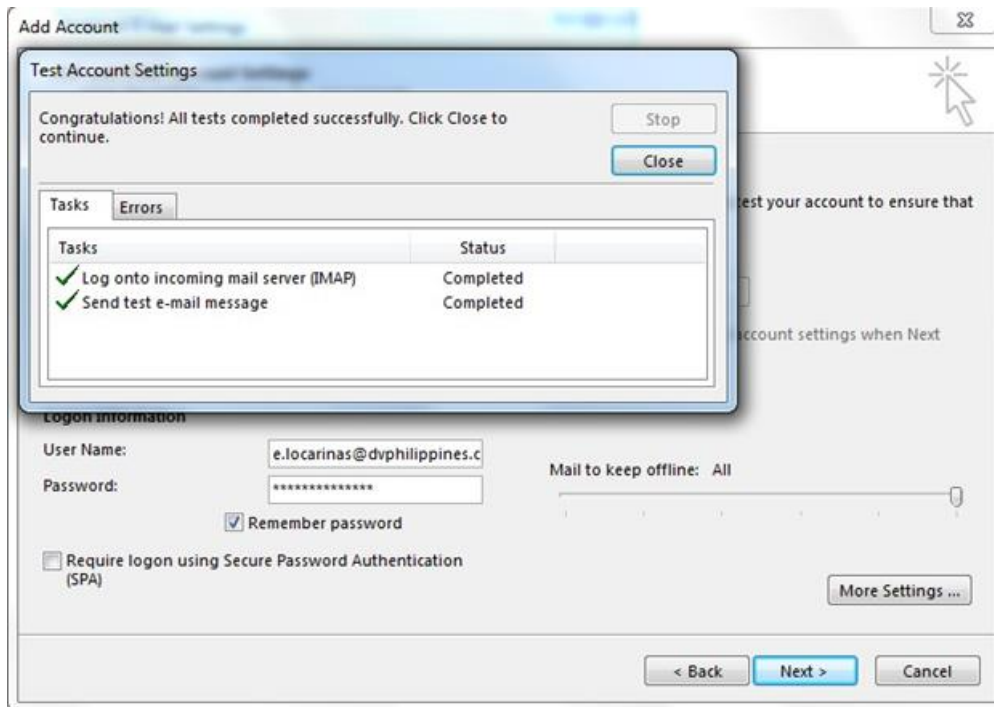 Add Account
Test Account Settings
Congratulations! All tests completed successfully. Click Close to
continue.
Stop
Close
Tasks
Errors
test your account to ensure that
Tasks Status
Log onto incoming mail server (IMAP) Completed
Send test e-mail message Completed
account settings when Next
Logon Information
User Name: e.locarinas@dvphilippines.c
Mail to keep offline: All
Password: **************
Remember password
Require logon using Secure Password Authentication
(SPA)
More Settings ...
< Back Next > Cancel